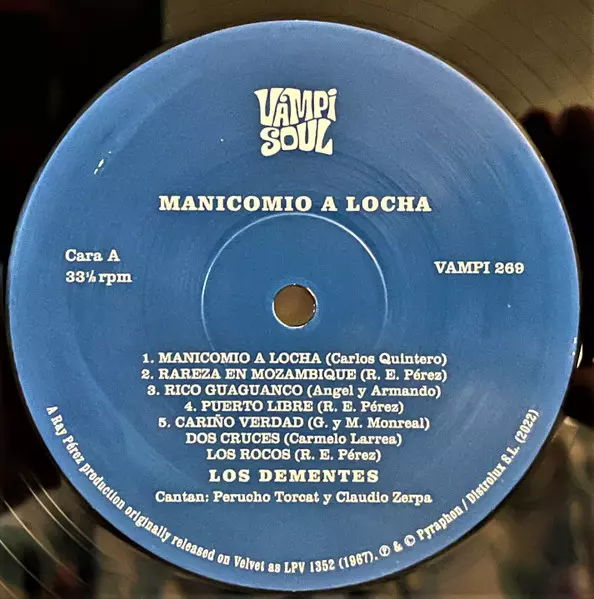 VAMPI
SOUL
MANICOMIO A LOCHA
Cara A
33⅓ rpm
VAMPI 269
1. MANICOMIO A LOCHA (Carlos Quintero)
2. RAREZA EN MOZAMBIQUE (R. E. Pérez)
3. RICO GUAGUANCO (Angel y Armando)
4. PUERTO LIBRE (R. E. Pérez)
5. CARIÑO VERDAD (G. y M. Monreal)
DOS CRUCES (Carmelo Larrea)
LOS ROCOS (R. E. Pérez)
LOS DEMENTES
Cantan: Perucho Torcat y Claudio Zerpa
A Ray Pérez production originally released on Velvet as LPV 1352 (1967). ℗ & © Pyraphon / Distrolux S.L. (2022)